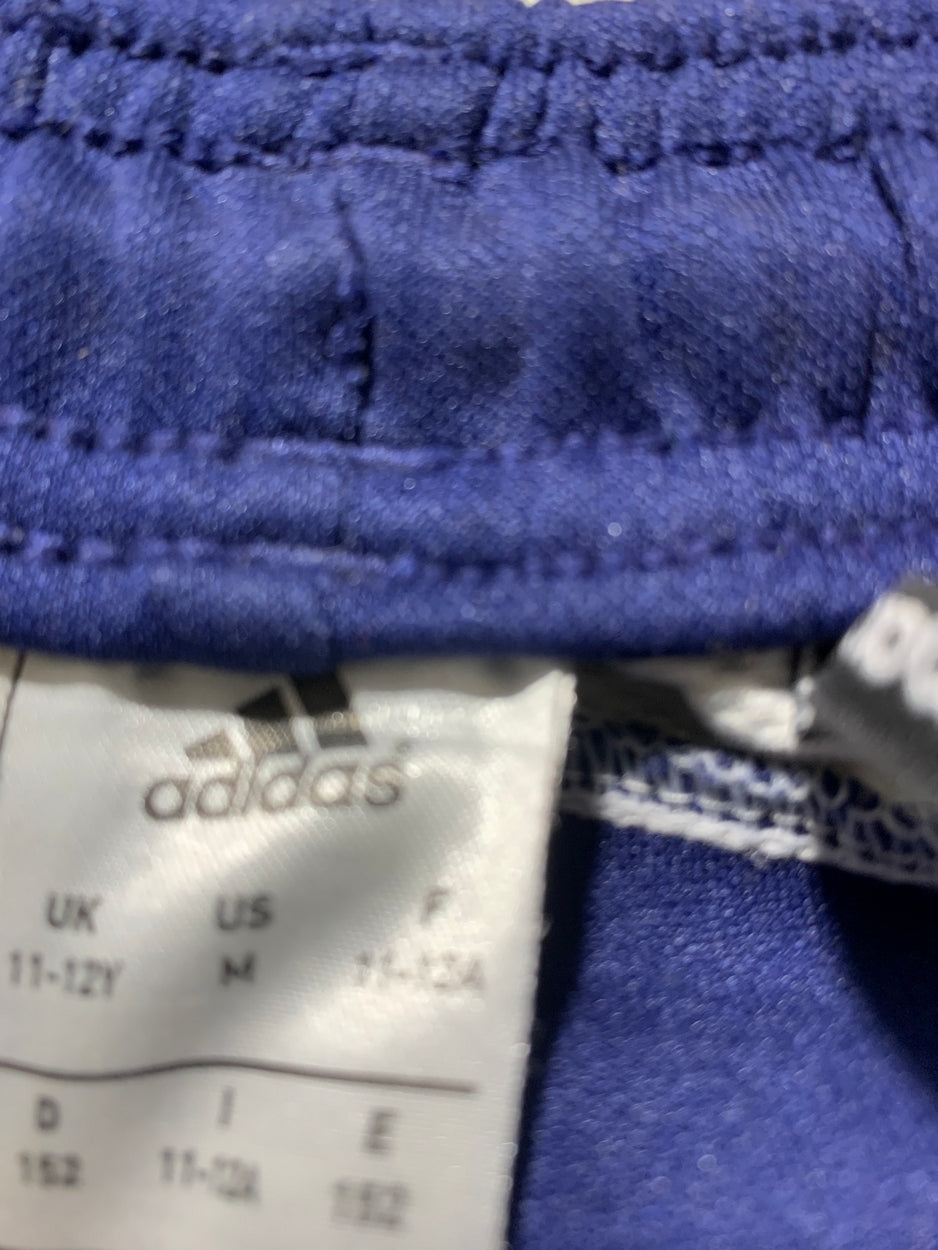 adidas
UK US F
11-12Y M 11-12A
D I E
152 11-12A 152